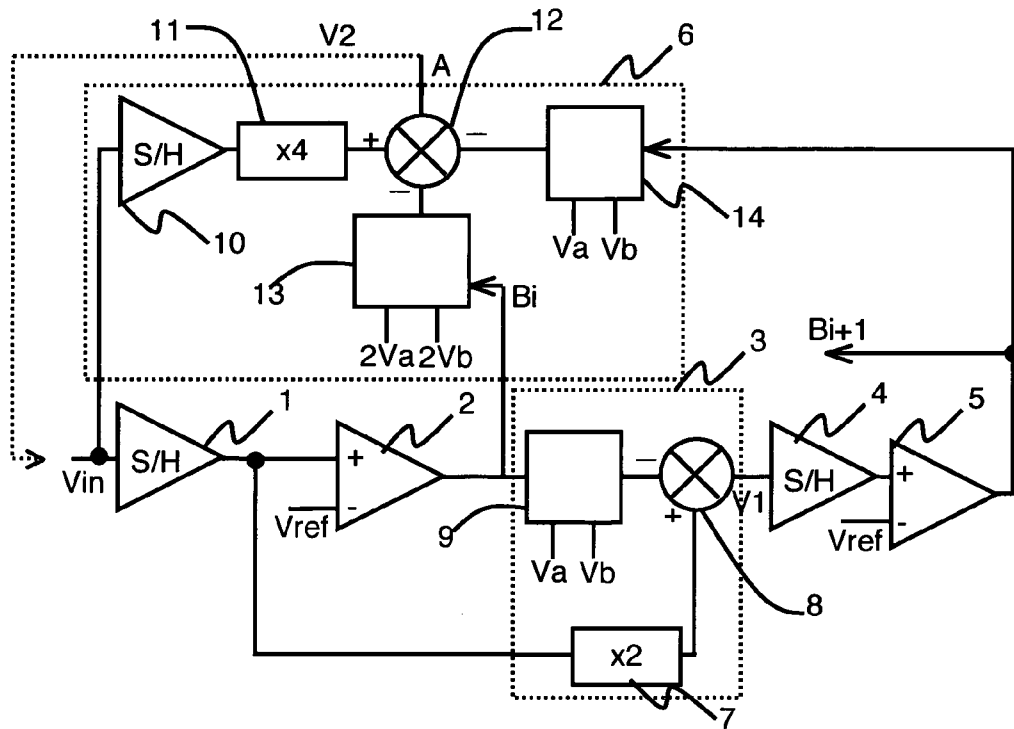 11
V2
12
6
A
S/H
x4
+
−
−
14
Va Vb
10
13
Bi
2Va 2Vb
Bi+1
3
1
2
4
5
Vin
S/H
+
-
Vref
−
+
V1
S/H
+
-
Vref
9
Va Vb
8
x2
7